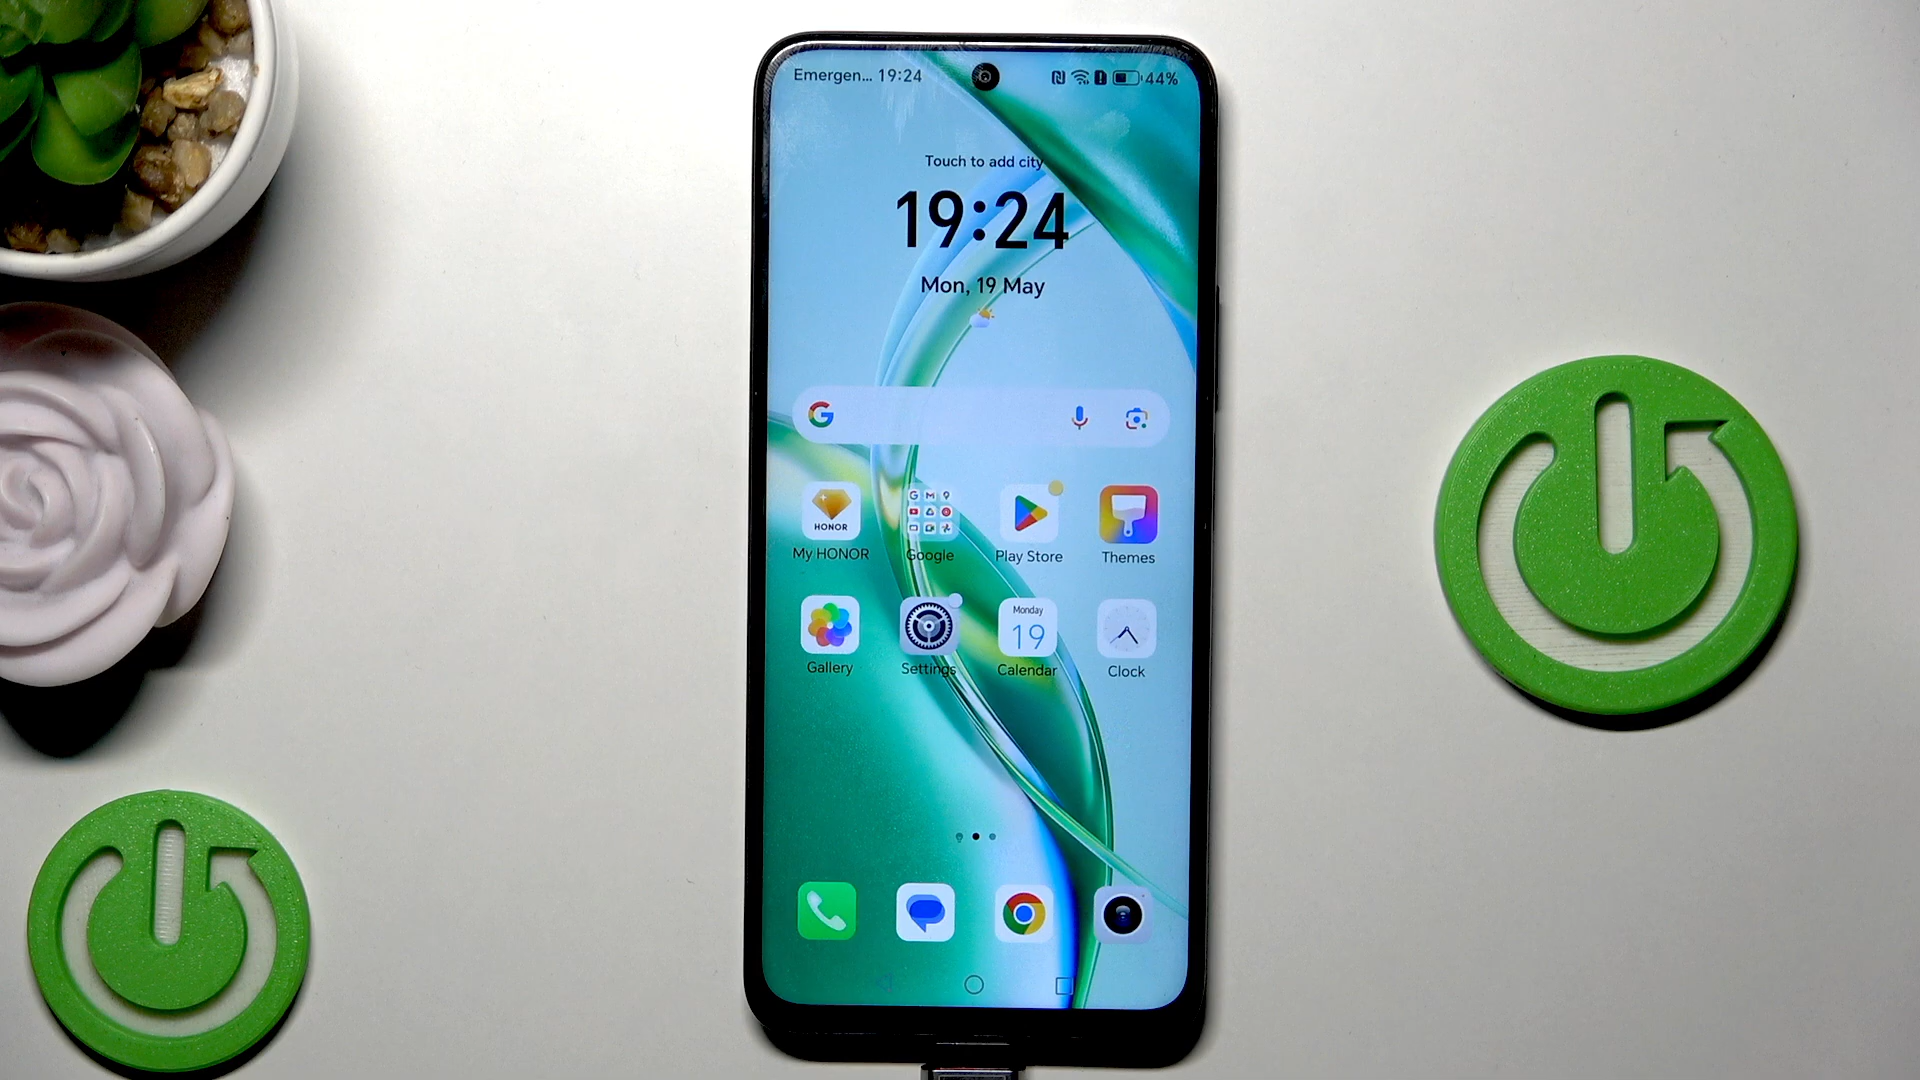 Emergen... 19:24
44%
Touch to add city
19:24
Mon, 19 May
HONOR
My HONOR
Google
Play Store
Themes
Monday
19
Gallery
Settings
Calendar
Clock